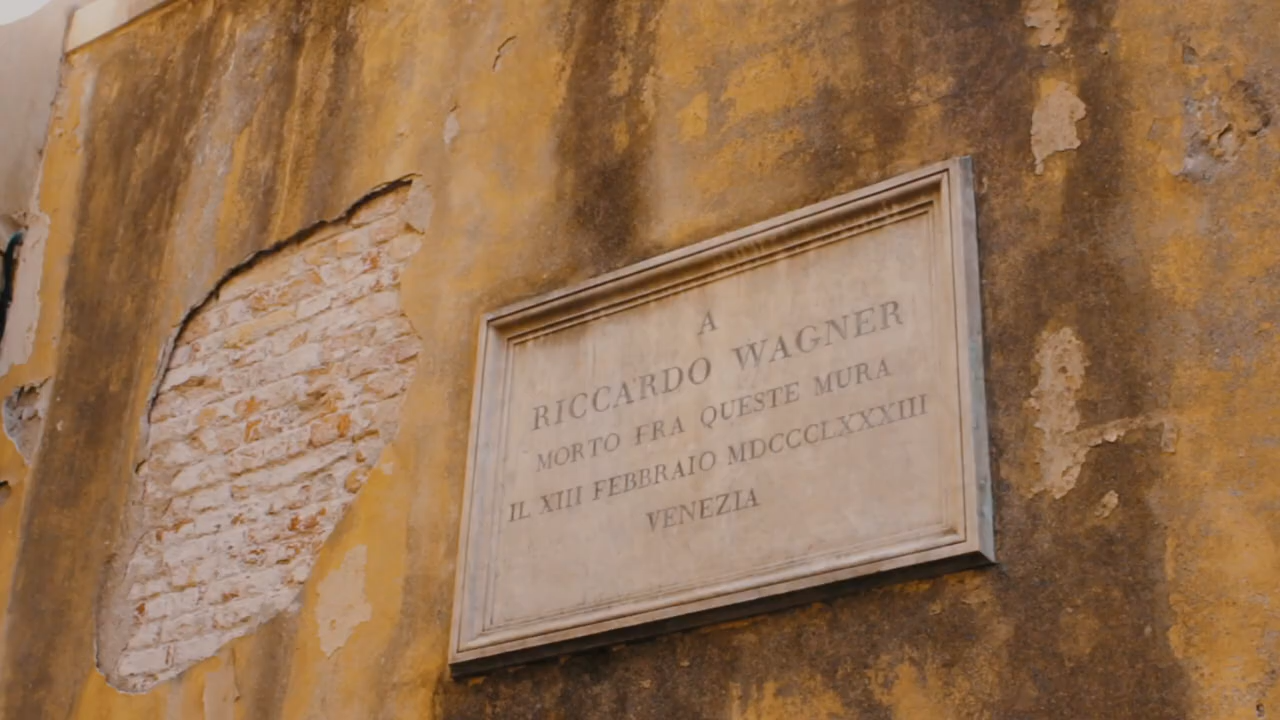 A
RICCARDO WAGNER
MORTO FRA QUESTE MURA
IL XIII FEBBRAIO MDCCCLXXXIII
VENEZIA